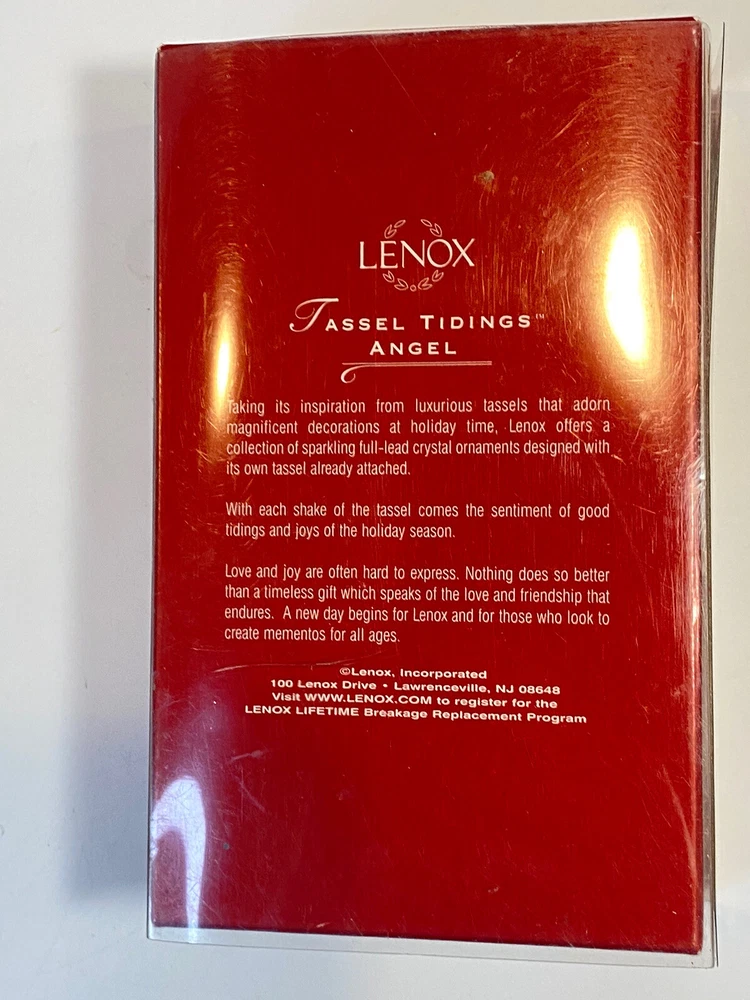 LENOX
TASSEL TIDINGS™
ANGEL
Taking its inspiration from luxurious tassels that adorn
magnificent decorations at holiday time, Lenox offers a
collection of sparkling full-lead crystal ornaments designed with
its own tassel already attached.
With each shake of the tassel comes the sentiment of good
tidings and joys of the holiday season.
Love and joy are often hard to express. Nothing does so better
than a timeless gift which speaks of the love and friendship that
endures. A new day begins for Lenox and for those who look to
create mementos for all ages.
©Lenox, Incorporated
100 Lenox Drive • Lawrenceville, NJ 08648
Visit WWW.LENOX.COM to register for the
LENOX LIFETIME Breakage Replacement Program